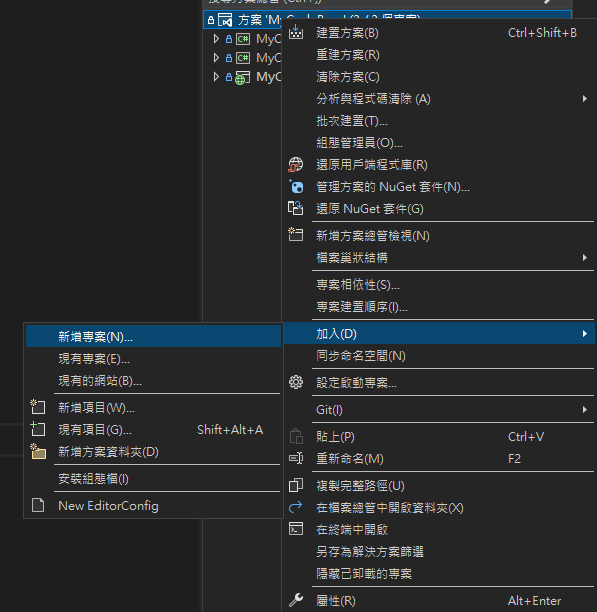 搜尋方案總管 (Ctrl+;)
方案 'MyC
MyC
MyC
MyC
建置方案(B) Ctrl+Shift+B
重建方案(R)
清除方案(C)
分析與程式碼清除 (A)
批次建置(T)...
組態管理員(O)...
還原用戶端程式庫(R)
管理方案的 NuGet 套件(N)...
還原 NuGet 套件(G)
新增方案總管檢視(N)
檔案巢狀結構
專案相依性(S)...
專案建置順序(I)...
加入(D)
同步命名空間(N)
設定啟動專案...
Git(I)
貼上(P) Ctrl+V
重新命名(M) F2
複製完整路徑(U)
在檔案總管中開啟資料夾(X)
在終端中開啟
另存為解決方案篩選
隱藏已卸載的專案
屬性(R) Alt+Enter
新增專案(N)...
現有專案(E)...
現有的網站(B)...
新增項目(W)...
現有項目(G)... Shift+Alt+A
新增方案資料夾(D)
安裝組態檔(I)
New EditorConfig